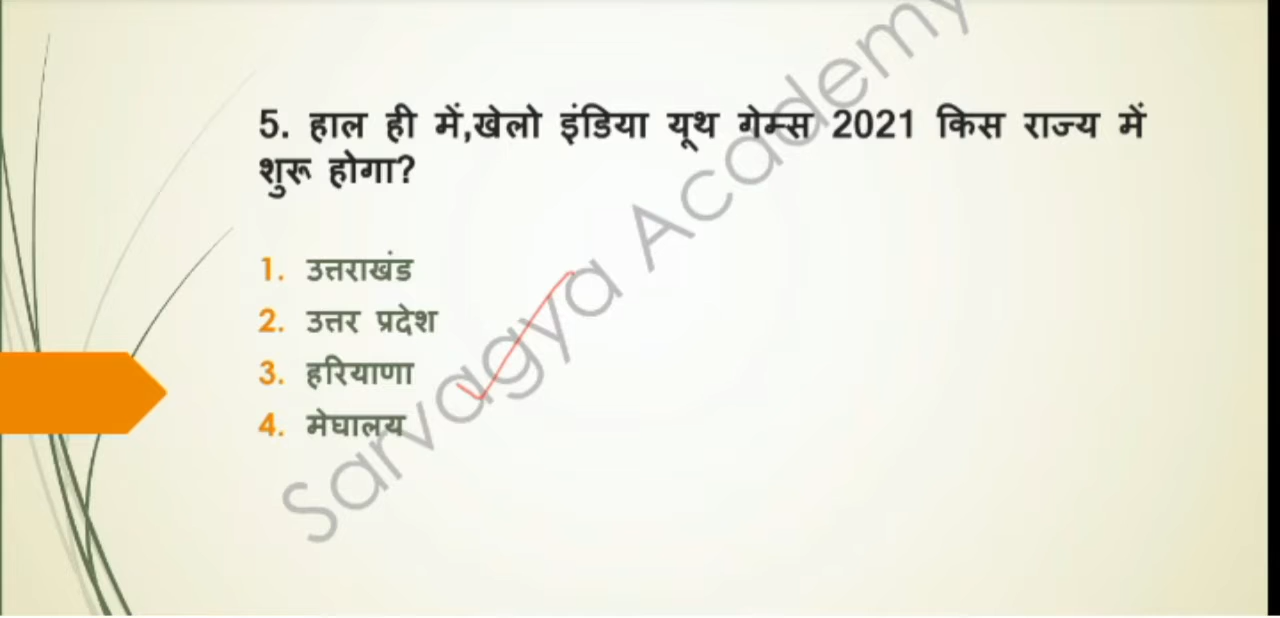 5. हाल ही में,खेलो इंडिया यूथ गेम्स 2021 किस राज्य में
शुरू होगा?
1. उत्तराखंड
2. उत्तर प्रदेश
3. हरियाणा
4. मेघालय
Sarvagya Academy